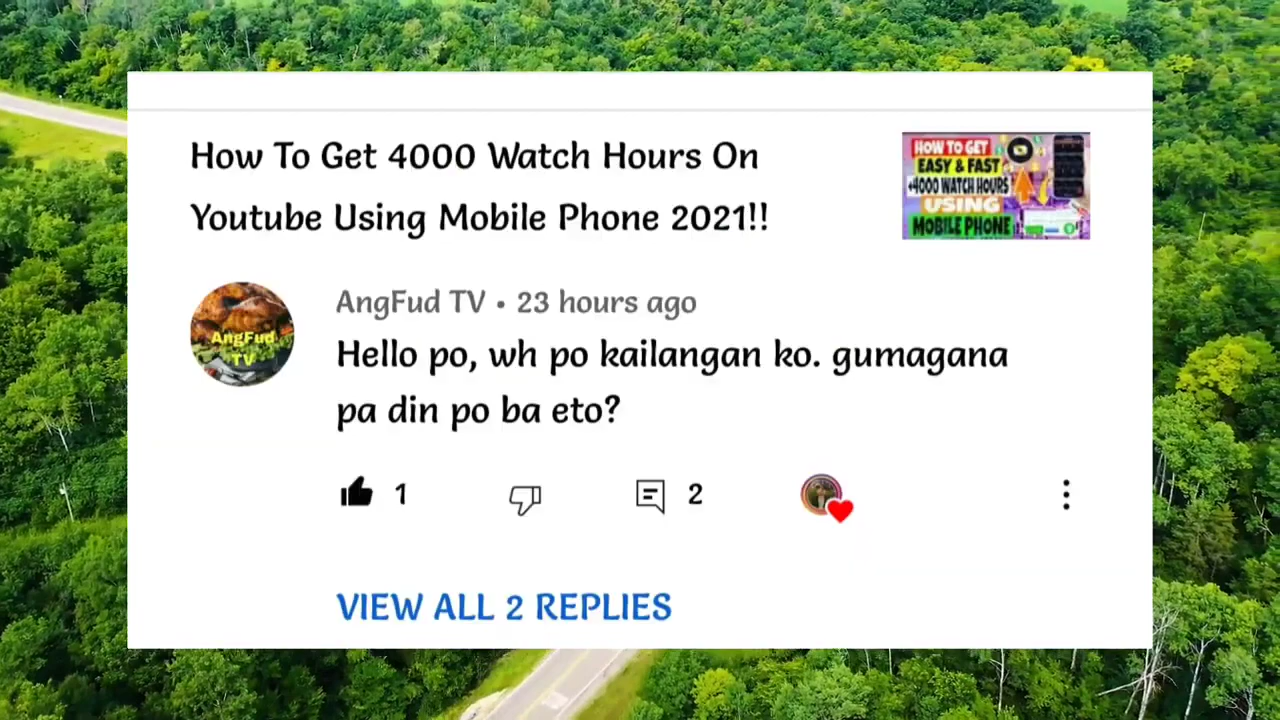 How To Get 4000 Watch Hours On
Youtube Using Mobile Phone 2021!!
HOW TO GET
EASY & FAST
+4000 WATCH HOURS
USING
MOBILE PHONE
AngFud TV • 23 hours ago
AngFud
TV
Hello po, wh po kailangan ko. gumagana
pa din po ba eto?
1
2
VIEW ALL 2 REPLIES